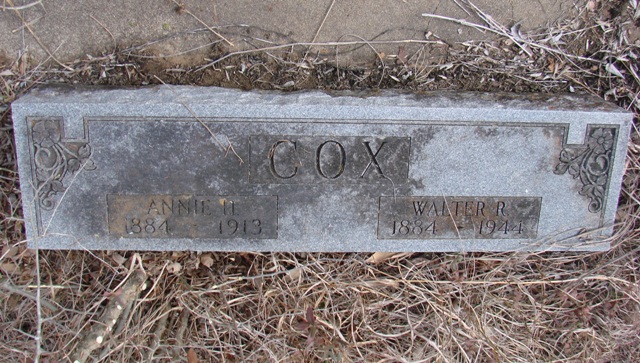 COX
ANNIE H.
1884 1913
WALTER R.
1884 1944